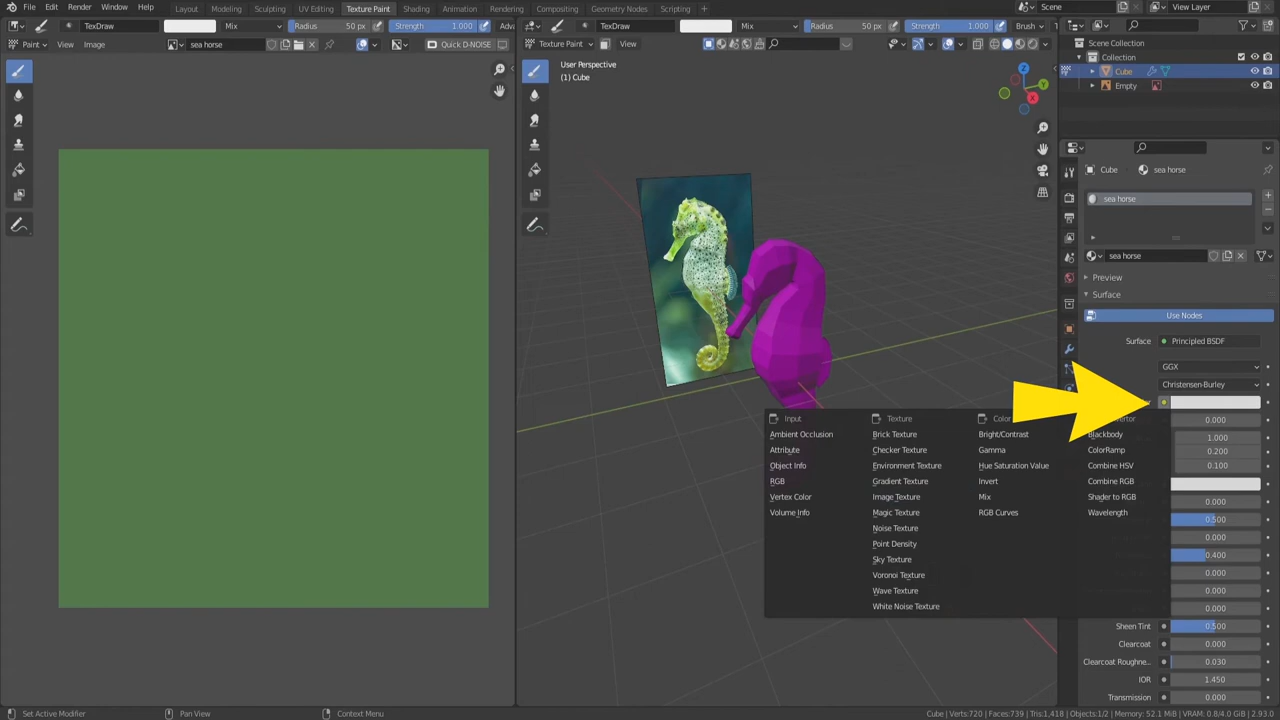 File Edit Render Window Help Layout Modeling Sculpting UV Editing Texture Paint Shading Animation Rendering Compositing Geometry Nodes Scripting Scene View Layer
TexDraw Mix Radius 50 px Strength 1.000 Adv TexDraw Mix Radius 50 px Strength 1.000 Brush
Paint View Image sea horse Quick D-NOISE Texture Paint View
Scene Collection
Collection
Cube
Empty
User Perspective
(1) Cube
Cube sea horse
sea horse
sea horse
Preview
Surface
Use Nodes
Surface Principled BSDF
GGX
Christensen-Burley
0.000
1.000
0.200
0.100
0.000
0.500
0.000
0.400
0.000
0.000
0.000
Sheen Tint 0.500
Clearcoat 0.000
Clearcoat Roughne... 0.030
IOR 1.450
Transmission 0.000
Input
Ambient Occlusion
Attribute
Object Info
RGB
Vertex Color
Volume Info
Texture
Brick Texture
Checker Texture
Environment Texture
Gradient Texture
Image Texture
Magic Texture
Noise Texture
Point Density
Sky Texture
Voronoi Texture
Wave Texture
White Noise Texture
Color
Bright/Contrast
Gamma
Hue Saturation Value
Invert
Mix
RGB Curves
Blackbody
ColorRamp
Combine HSV
Combine RGB
Shader to RGB
Wavelength
Set Active Modifier Pan View Context Menu Cube | Verts:720 | Faces:739 | Tris:1,418 | Objects:1/2 | Memory: 52.1 MiB | VRAM: 0.8/4.0 GiB | 2.93.0